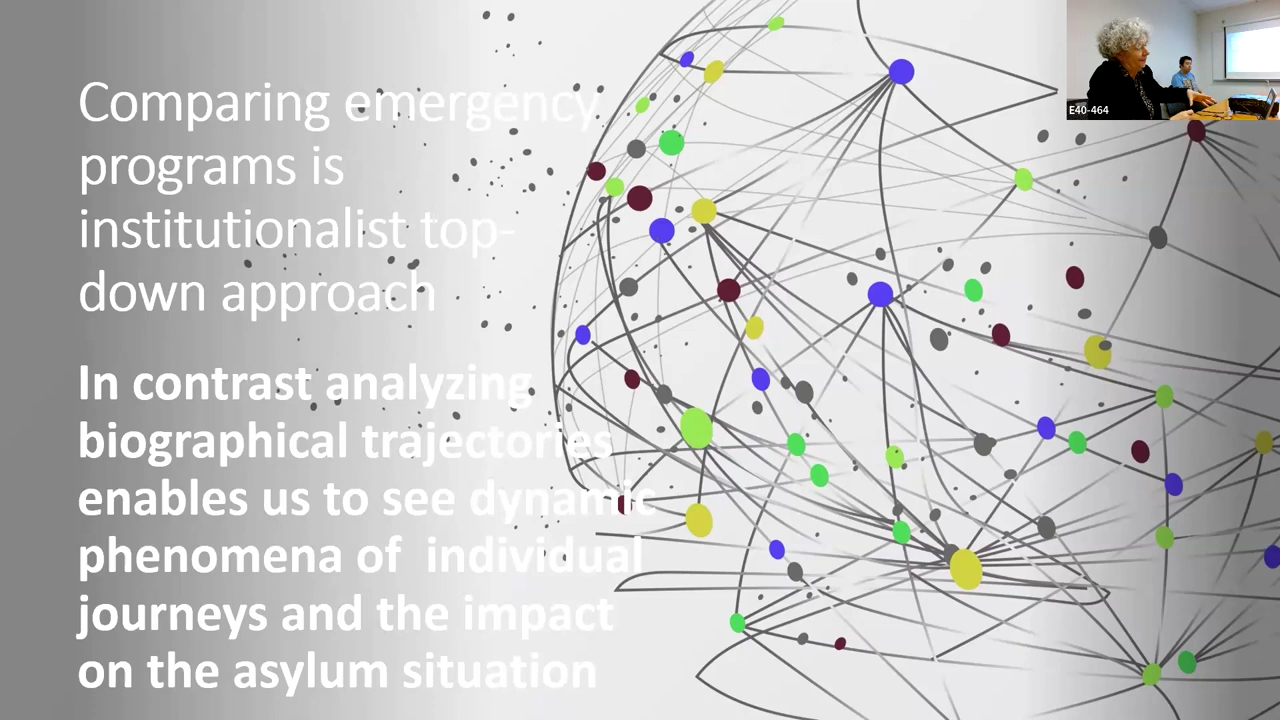 Comparing emergency
programs is
institutionalist top-
down approach
In contrast analyzing
biographical trajectories
enables us to see dynamic
phenomena of individual
journeys and the impact
on the asylum situation
E40-464